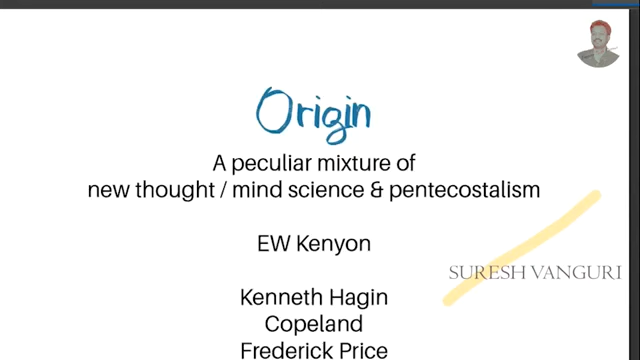 Origin
A peculiar mixture of
new thought / mind science & pentecostalism
EW Kenyon
SURESH VANGURI
Kenneth Hagin
Copeland
Frederick Price